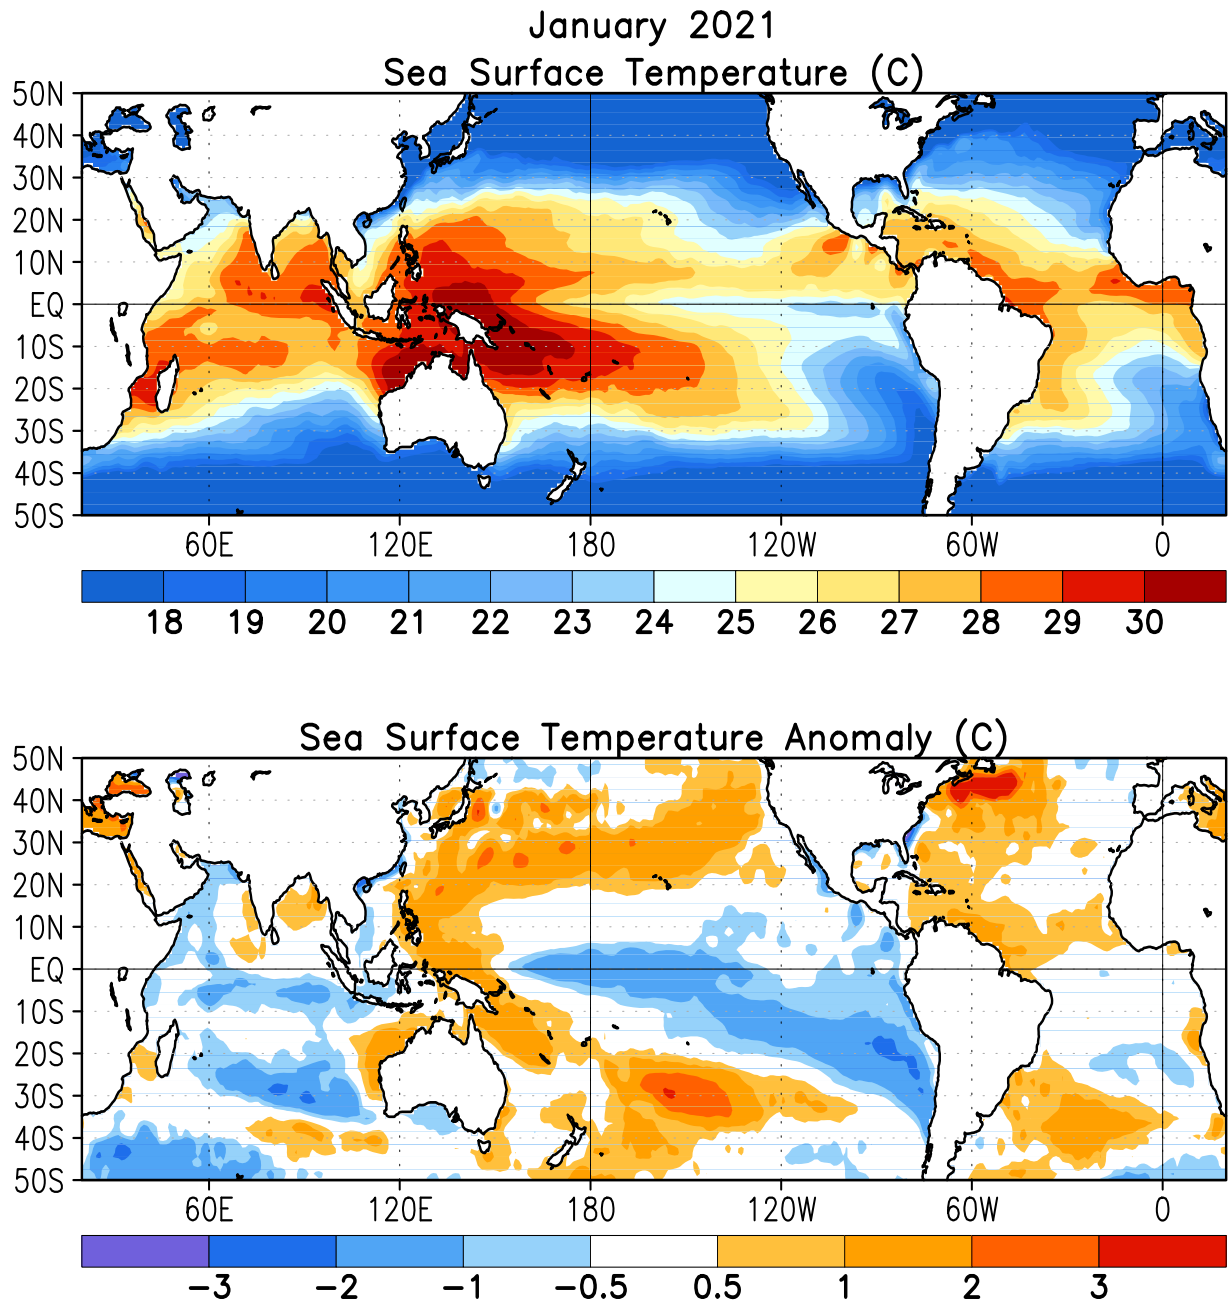 January 2021
Sea Surface Temperature (C)
50N
40N
30N
20N
10N
EQ
10S
20S
30S
40S
50S
60E 120E 180 120W 60W 0
18 19 20 21 22 23 24 25 26 27 28 29 30
Sea Surface Temperature Anomaly (C)
50N
40N
30N
20N
10N
EQ
10S
20S
30S
40S
50S
60E 120E 180 120W 60W 0
−3 −2 −1 −0.5 0.5 1 2 3